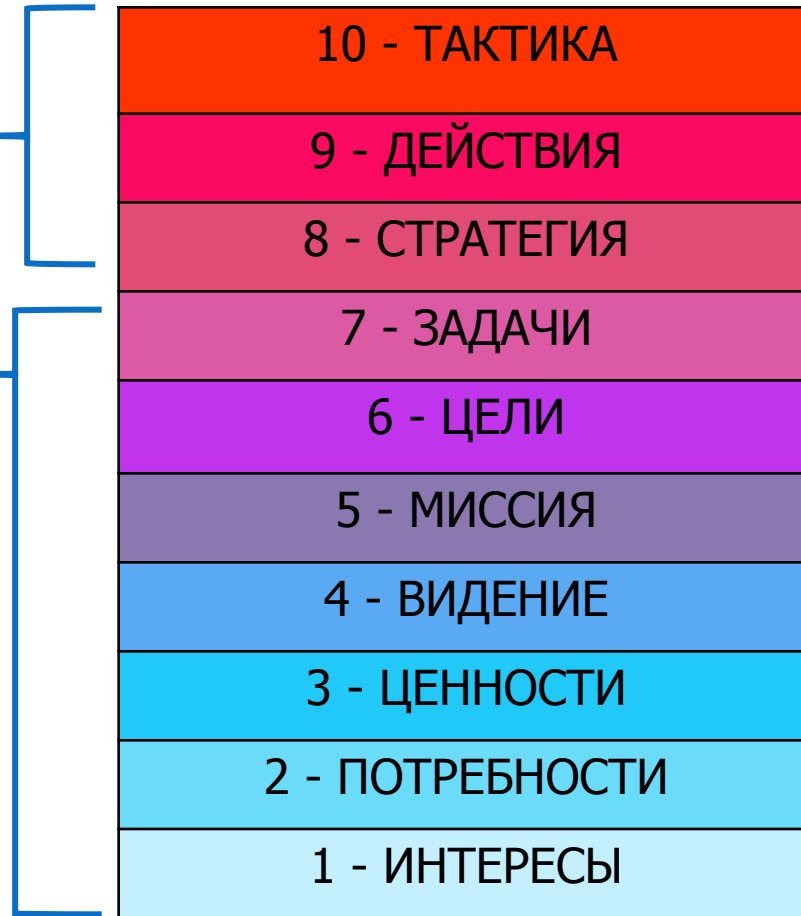 10 - ТАКТИКА
9 - ДЕЙСТВИЯ
8 - СТРАТЕГИЯ
7 - ЗАДАЧИ
6 - ЦЕЛИ
5 - МИССИЯ
4 - ВИДЕНИЕ
3 - ЦЕННОСТИ
2 - ПОТРЕБНОСТИ
1 - ИНТЕРЕСЫ